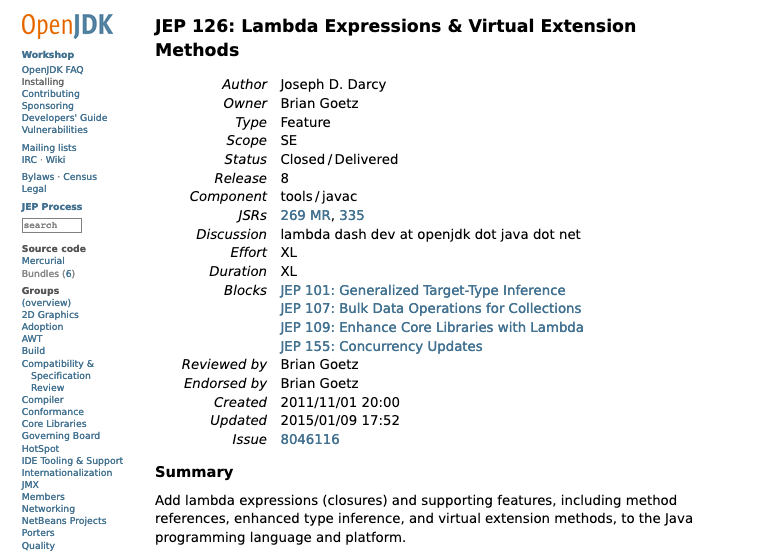 OpenJDK
Workshop
OpenJDK FAQ
Installing
Contributing
Sponsoring
Developers' Guide
Vulnerabilities
Mailing lists
IRC · Wiki
Bylaws · Census
Legal
JEP Process
search
Source code
Mercurial
Bundles (6)
Groups
(overview)
2D Graphics
Adoption
AWT
Build
Compatibility &
Specification
Review
Compiler
Conformance
Core Libraries
Governing Board
HotSpot
IDE Tooling & Support
Internationalization
JMX
Members
Networking
NetBeans Projects
Porters
Quality
JEP 126: Lambda Expressions & Virtual Extension
Methods
Author Joseph D. Darcy
Owner Brian Goetz
Type Feature
Scope SE
Status Closed / Delivered
Release 8
Component tools / javac
JSRs 269 MR, 335
Discussion lambda dash dev at openjdk dot java dot net
Effort XL
Duration XL
Blocks JEP 101: Generalized Target-Type Inference
JEP 107: Bulk Data Operations for Collections
JEP 109: Enhance Core Libraries with Lambda
JEP 155: Concurrency Updates
Reviewed by Brian Goetz
Endorsed by Brian Goetz
Created 2011/11/01 20:00
Updated 2015/01/09 17:52
Issue 8046116
Summary
Add lambda expressions (closures) and supporting features, including method
references, enhanced type inference, and virtual extension methods, to the Java
programming language and platform.